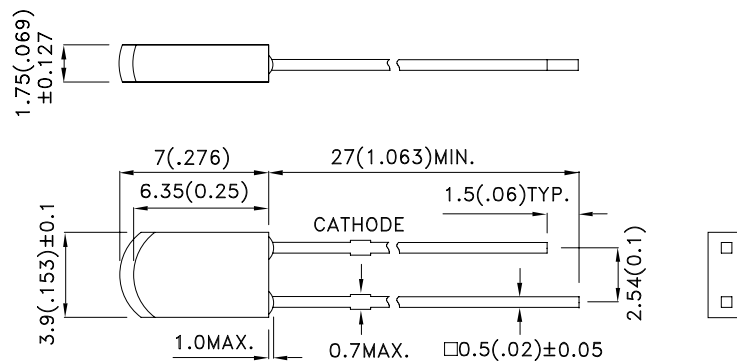 1.75(.069)
±0.127
7(.276)
27(1.063)MIN.
6.35(0.25)
1.5(.06)TYP.
CATHODE
3.9(.153)±0.1
2.54(0.1)
1.0MAX.
0.7MAX.
□0.5(.02)±0.05